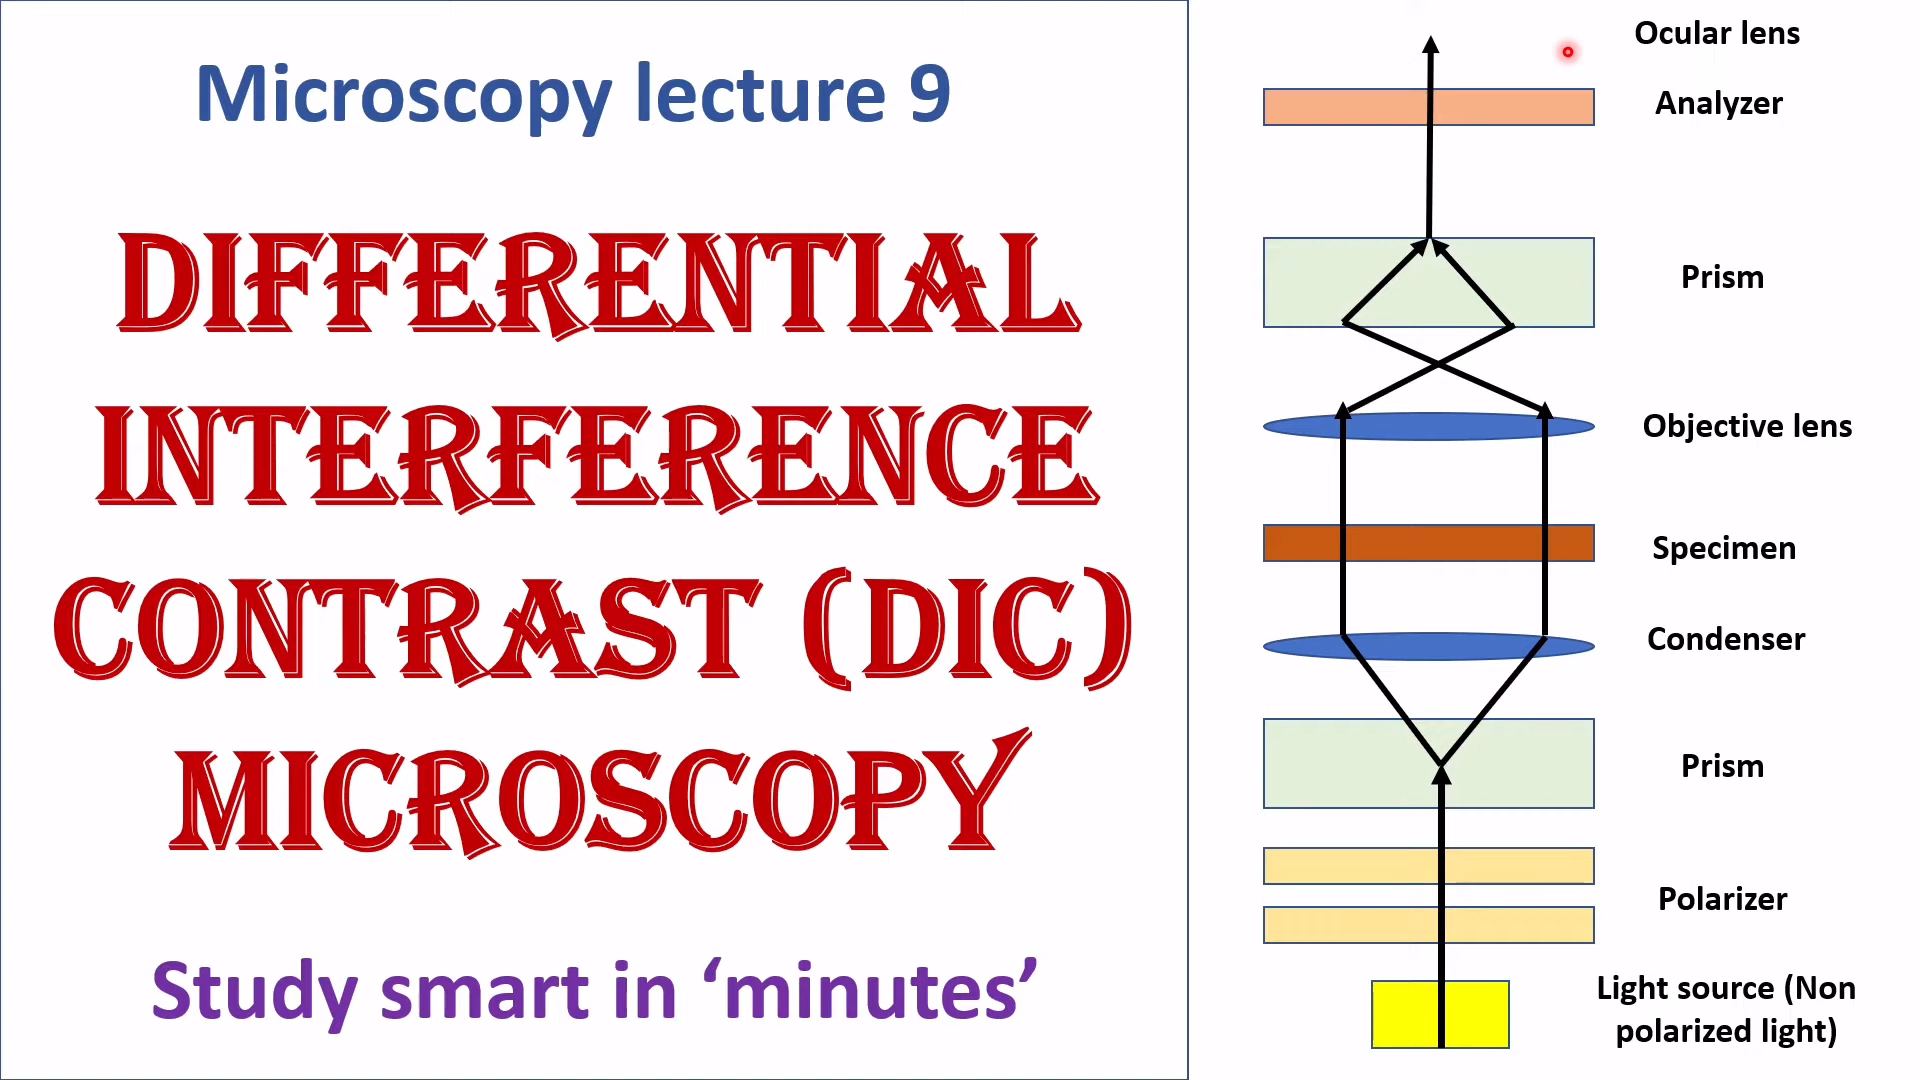 Microscopy lecture 9
DIFFERENTIAL
INTERFERENCE
CONTRAST (DIC)
MICROSCOPY
Study smart in ‘minutes’
Ocular lens
Analyzer
Prism
Objective lens
Specimen
Condenser
Prism
Polarizer
Light source (Non
polarized light)